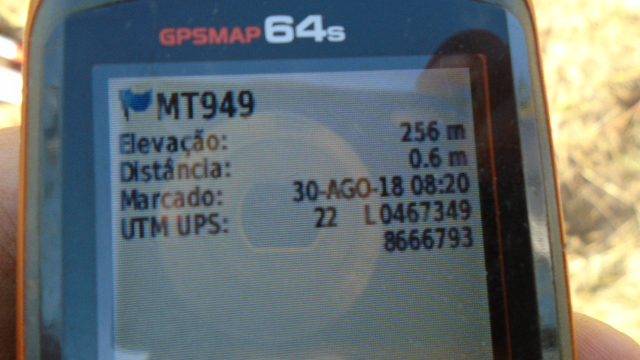 GPSMAP 64s
MT949
Elevação: 256 m
Distância: 0.6 m
Marcado: 30-AGO-18 08:20
UTM UPS: 22 L 0467349
8666793